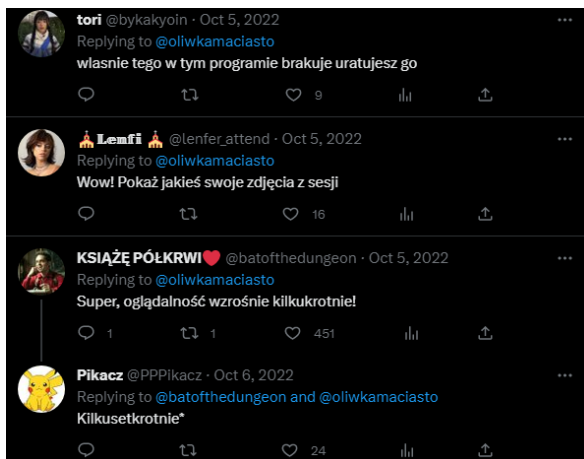 tori @bykakyoin · Oct 5, 2022
Replying to @oliwkamaciasto
wlasnie tego w tym programie brakuje uratujesz go
9
Lemfi @lenfer_attend · Oct 5, 2022
Replying to @oliwkamaciasto
Wow! Pokaż jakieś swoje zdjęcia z sesji
16
KSIĄŻĘ PÓŁKRWI @batofthedungeon · Oct 5, 2022
Replying to @oliwkamaciasto
Super, oglądalność wzrośnie kilkukrotnie!
1 1 451
Pikacz @PPPikacz · Oct 6, 2022
Replying to @batofthedungeon and @oliwkamaciasto
Kilkusetkrotnie*
24